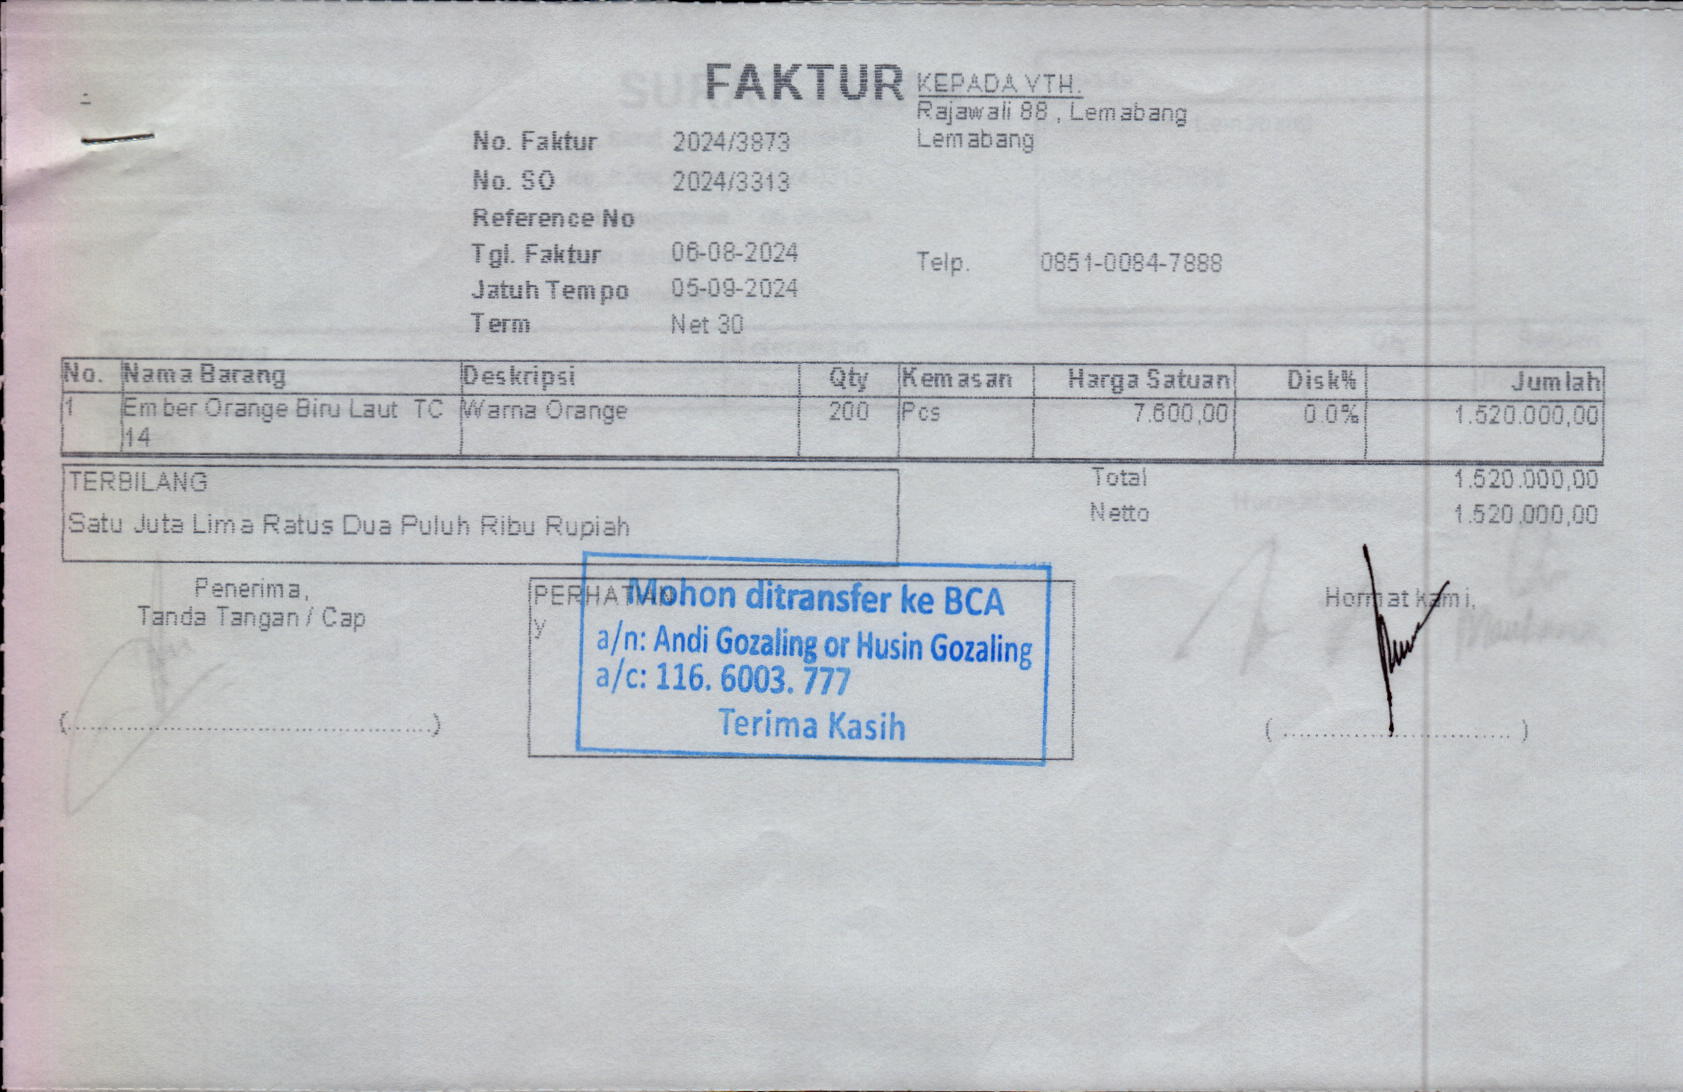 FAKTUR
No. Faktur 2024/3873
No. SO 2024/3313
Reference No
Tgl. Faktur 06-08-2024
Jatuh Tempo 05-09-2024
Term Net 30
KEPADA YTH.
Rajawali 88 , Lemabang
Lemabang
Telp. 0851-0084-7888
No. Nama Barang Deskripsi Qty Kemasan Harga Satuan Disk% Jumlah
1 Ember Orange Biru Laut TC Warna Orange 200 Pcs 7.600,00 0.0% 1.520.000,00
14
TERBILANG
Satu Juta Lima Ratus Dua Puluh Ribu Rupiah
Total 1.520.000,00
Netto 1.520.000,00
Penerima,
Tanda Tangan / Cap
(................................................)
PERHATIAN
y
Mohon ditransfer ke BCA
a/n: Andi Gozaling or Husin Gozaling
a/c: 116. 6003. 777
Terima Kasih
Hormat kami,
( ................................ )